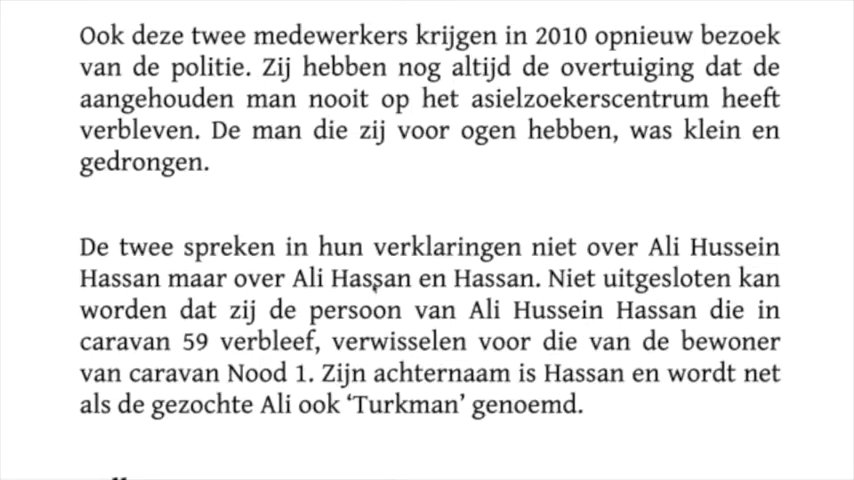 Ook deze twee medewerkers krijgen in 2010 opnieuw bezoek
van de politie. Zij hebben nog altijd de overtuiging dat de
aangehouden man nooit op het asielzoekerscentrum heeft
verbleven. De man die zij voor ogen hebben, was klein en
gedrongen.
De twee spreken in hun verklaringen niet over Ali Hussein
Hassan maar over Ali Hassan en Hassan. Niet uitgesloten kan
worden dat zij de persoon van Ali Hussein Hassan die in
caravan 59 verbleef, verwisselen voor die van de bewoner
van caravan Nood 1. Zijn achternaam is Hassan en wordt net
als de gezochte Ali ook ‘Turkman’ genoemd.